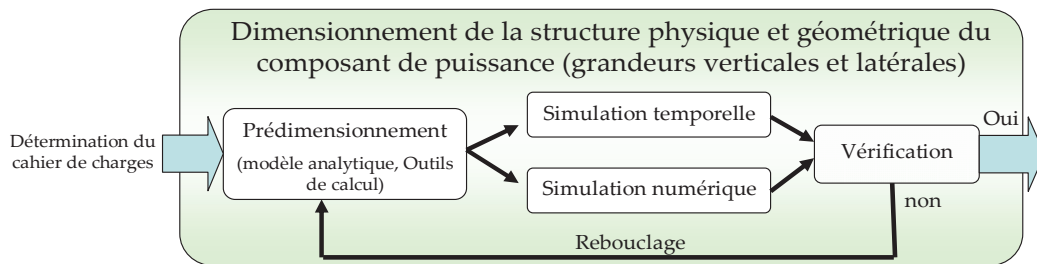 Dimensionnement de la structure physique et géométrique du
composant de puissance (grandeurs verticales et latérales)
Détermination du
cahier de charges
Prédimensionnement
(modèle analytique, Outils
de calcul)
Simulation temporelle
Simulation numérique
Vérification
Oui
non
Rebouclage